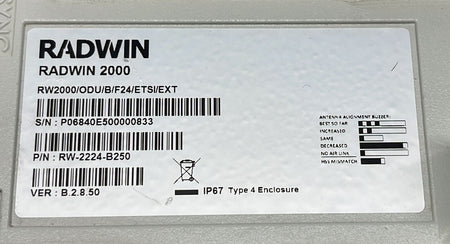 RADWIN
RADWIN 2000
RW2000/ODU/B/F24/ETSI/EXT
S/N : P06840E500000833
P/N : RW-2224-B250
VER : B.2.8.50
IP67 Type 4 Enclosure
ANTENNA ALIGNMENT BUZZER:
BEST SO FAR
INCREASED
SAME
DECREASED
NO AIR LINK
HSS MISMATCH
SYNC